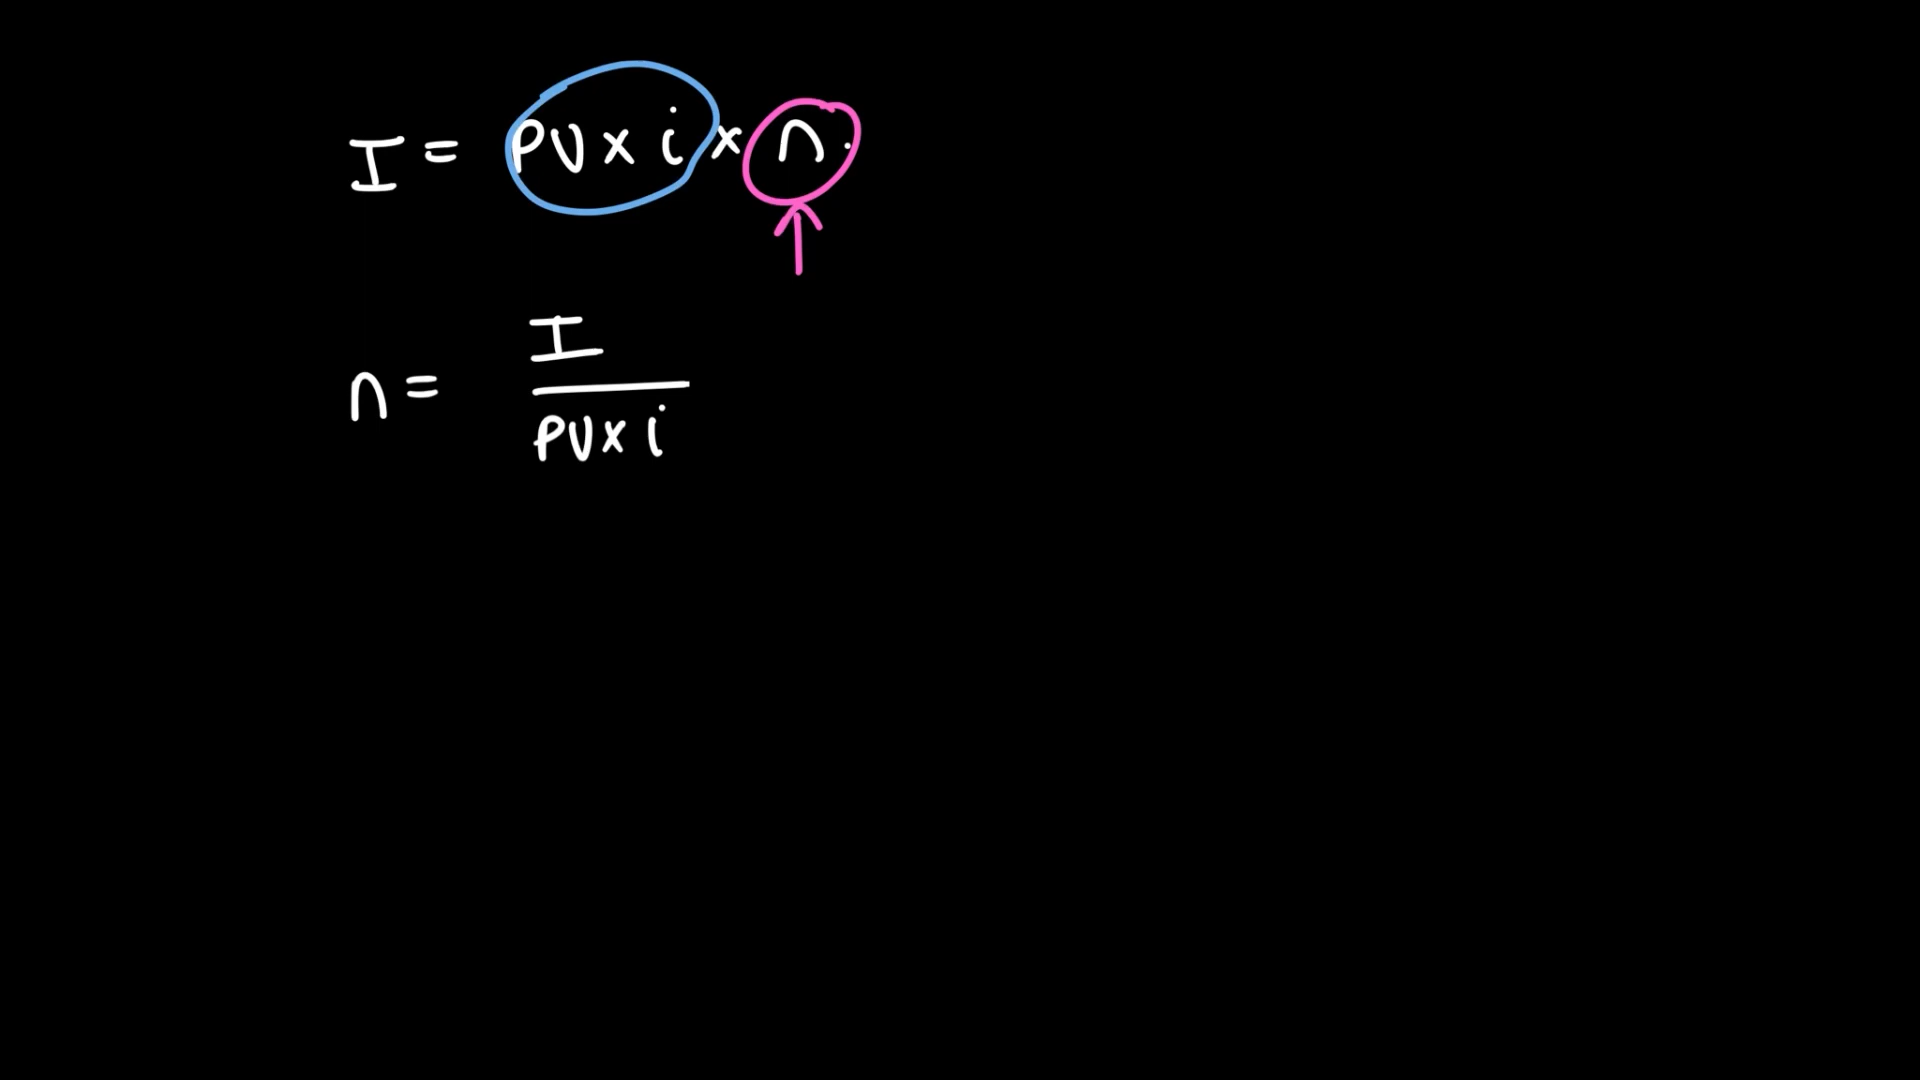 I = PV x i x n.
n = I
PV x i